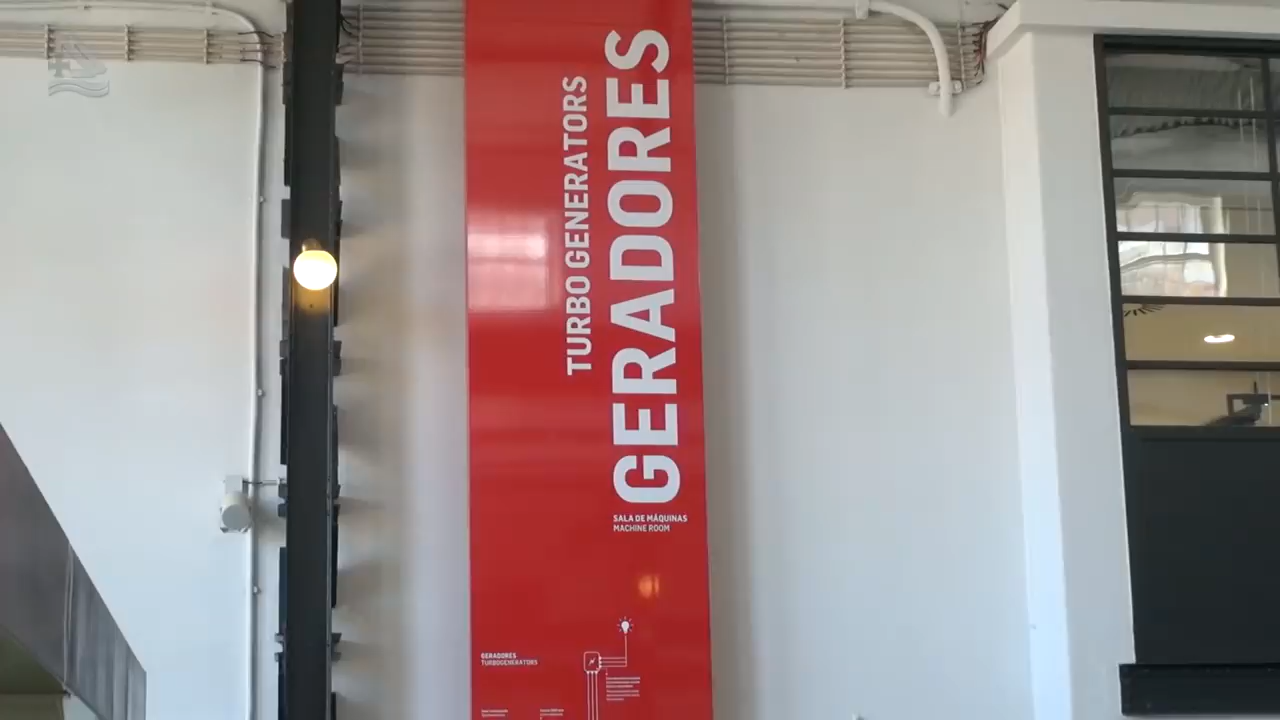 TURBO GENERATORS
GERADORES
SALA DE MÁQUINAS
MACHINE ROOM
GERADORES
TURBOGENERATORS